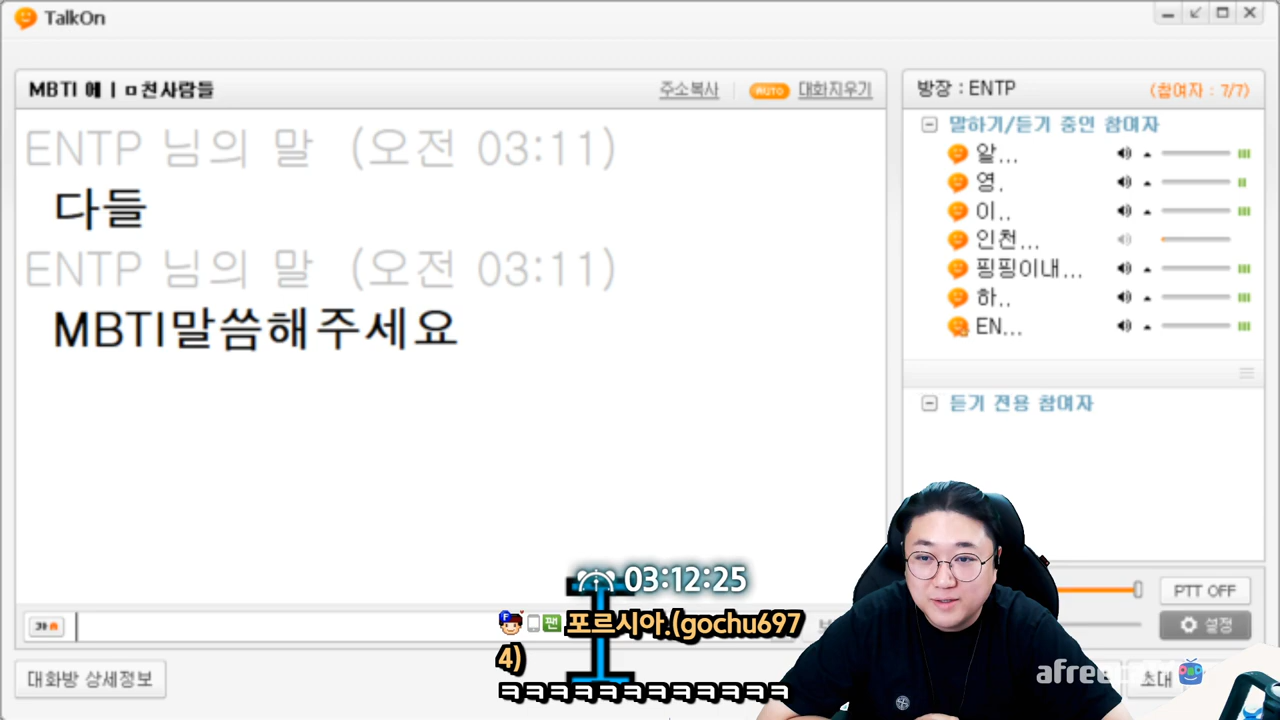 TalkOn
MBTI 에ㅣㅁ친사람들
주소복사
AUTO 대화지우기
ENTP 님의 말 (오전 03:11)
다들
ENTP 님의 말 (오전 03:11)
MBTI말씀해주세요
방장 : ENTP
(참여자 : 7/7)
말하기/듣기 중인 참여자
알...
영.
이..
인천...
핑핑이내...
하..
EN...
듣기 전용 참여자
PTT OFF
설정
초대
가
대화방 상세정보
03:12:25
F 팬 포르시아.(gochu697
4)
ㅋㅋㅋㅋㅋㅋㅋㅋㅋㅋㅋㅋ